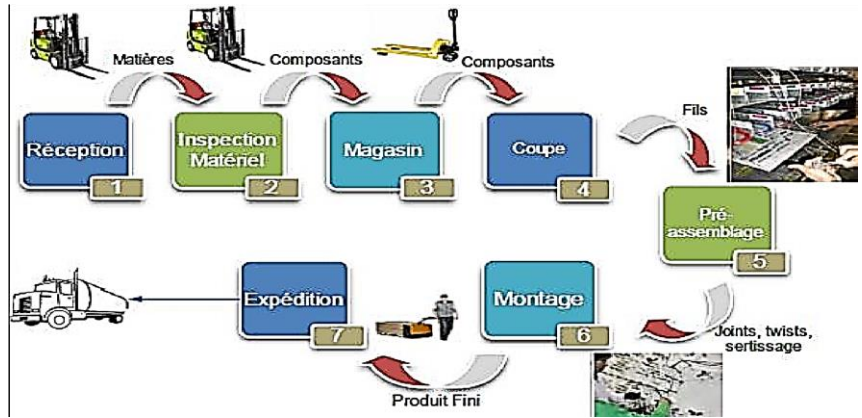 Matières
Composants
Composants
Fils
Réception
1
Inspection
Matériel
2
Magasin
3
Coupe
4
Pré-
assemblage
5
Joints, twists,
sertissage
Montage
6
Produit Fini
Expédition
7